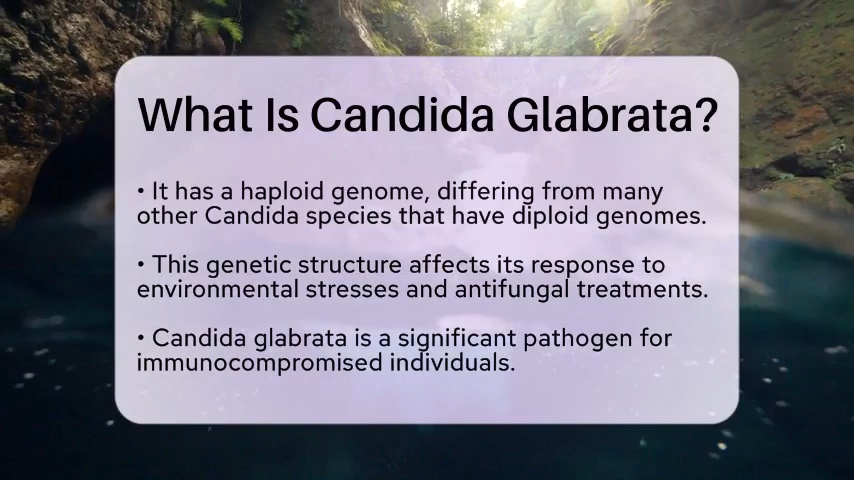 What Is Candida Glabrata?
• It has a haploid genome, differing from many
other Candida species that have diploid genomes.
• This genetic structure affects its response to
environmental stresses and antifungal treatments.
• Candida glabrata is a significant pathogen for
immunocompromised individuals.